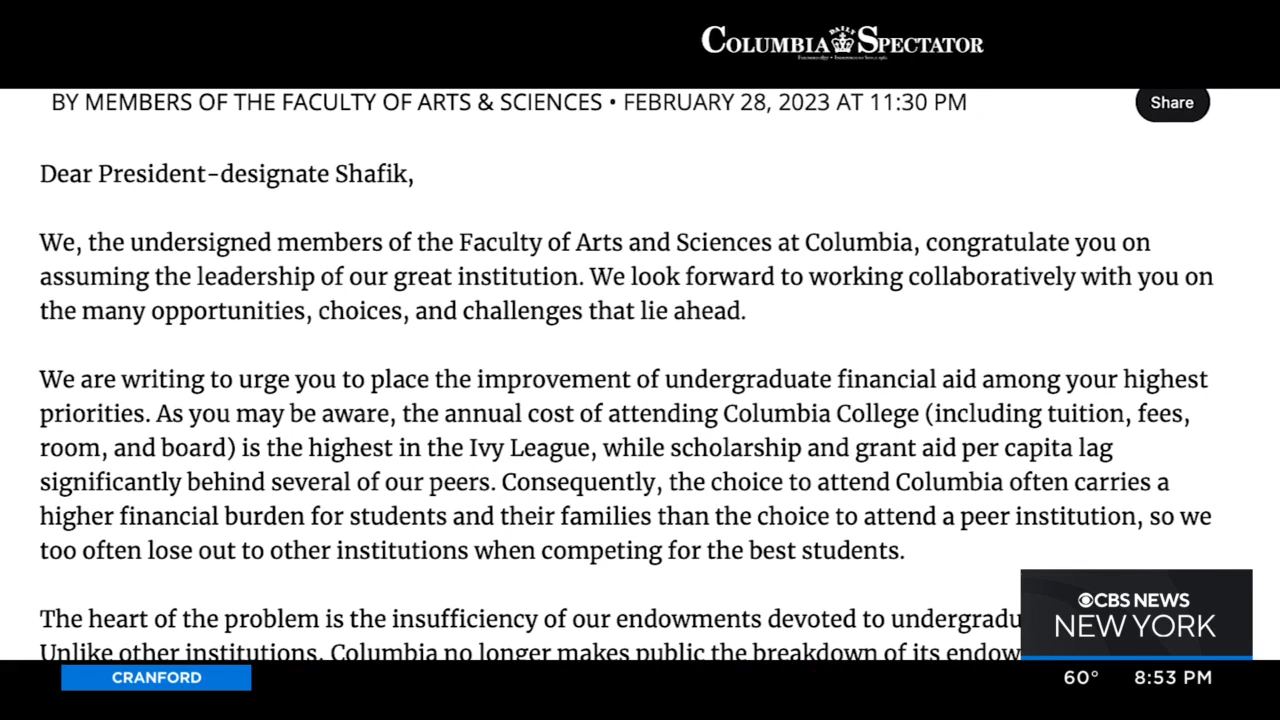 COLUMBIA DAILY SPECTATOR
BY MEMBERS OF THE FACULTY OF ARTS & SCIENCES • FEBRUARY 28, 2023 AT 11:30 PM
Share
Dear President-designate Shafik,
We, the undersigned members of the Faculty of Arts and Sciences at Columbia, congratulate you on
assuming the leadership of our great institution. We look forward to working collaboratively with you on
the many opportunities, choices, and challenges that lie ahead.
We are writing to urge you to place the improvement of undergraduate financial aid among your highest
priorities. As you may be aware, the annual cost of attending Columbia College (including tuition, fees,
room, and board) is the highest in the Ivy League, while scholarship and grant aid per capita lag
significantly behind several of our peers. Consequently, the choice to attend Columbia often carries a
higher financial burden for students and their families than the choice to attend a peer institution, so we
too often lose out to other institutions when competing for the best students.
The heart of the problem is the insufficiency of our endowments devoted to undergradu
Unlike other institutions, Columbia no longer makes public the breakdown of its endow
CBS NEWS
NEW YORK
CRANFORD
60° 8:53 PM